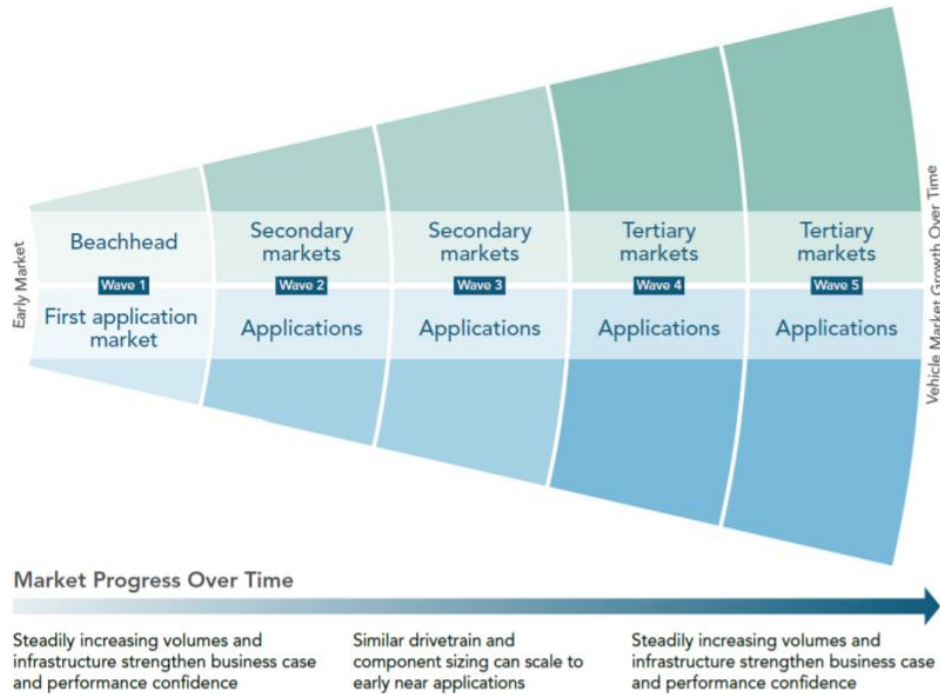 Early Market
Beachhead
Wave 1
First application
market
Secondary
markets
Wave 2
Applications
Secondary
markets
Wave 3
Applications
Tertiary
markets
Wave 4
Applications
Tertiary
markets
Wave 5
Applications
Vehicle Market Growth Over Time
Market Progress Over Time
Steadily increasing volumes and
infrastructure strengthen business case
and performance confidence
Similar drivetrain and
component sizing can scale to
early near applications
Steadily increasing volumes and
infrastructure strengthen business case
and performance confidence